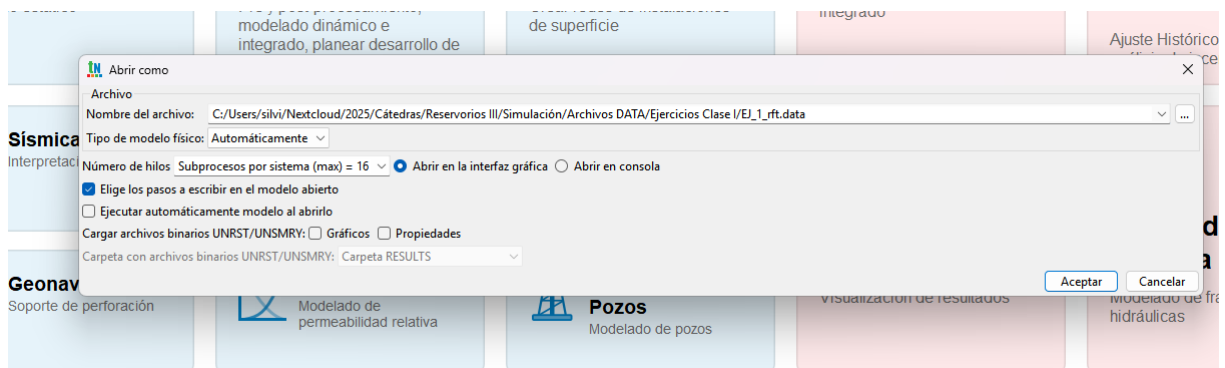 modelado dinámico e
integrado, planear desarrollo de
de superficie
integrado
Ajuste Histórico
Abrir como
Archivo
Nombre del archivo: C:/Users/silvi/Nextcloud/2025/Cátedras/Reservorios III/Simulación/Archivos DATA/Ejercicios Clase I/EJ_1_rft.data
...
Tipo de modelo físico: Automáticamente
Número de hilos Subprocesos por sistema (max) = 16 Abrir en la interfaz gráfica Abrir en consola
Elige los pasos a escribir en el modelo abierto
Ejecutar automáticamente modelo al abrirlo
Cargar archivos binarios UNRST/UNSMRY: Gráficos Propiedades
Carpeta con archivos binarios UNRST/UNSMRY: Carpeta RESULTS
Aceptar Cancelar
Sísmica
Interpretaci
Geonav
Soporte de perforación
Modelado de
permeabilidad relativa
Pozos
Modelado de pozos
Visualización de resultados
Modelado de fra
hidráulicas